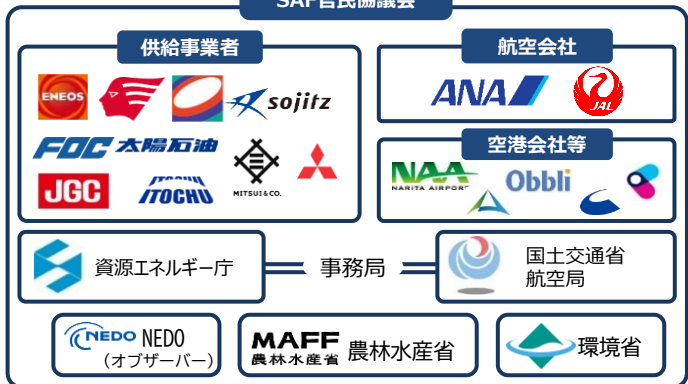 SAF官民協議会
供給事業者
ENEOS
sojitz
FOC 太陽石油
MITSUI & CO.
JGC
ITOCHU
航空会社
ANA
JAL
空港会社等
NAA
NARITA AIRPORT
Obbli
資源エネルギー庁
事務局
国土交通省
航空局
NEDO NEDO
(オブザーバー)
MAFF
農林水産省 農林水産省
環境省